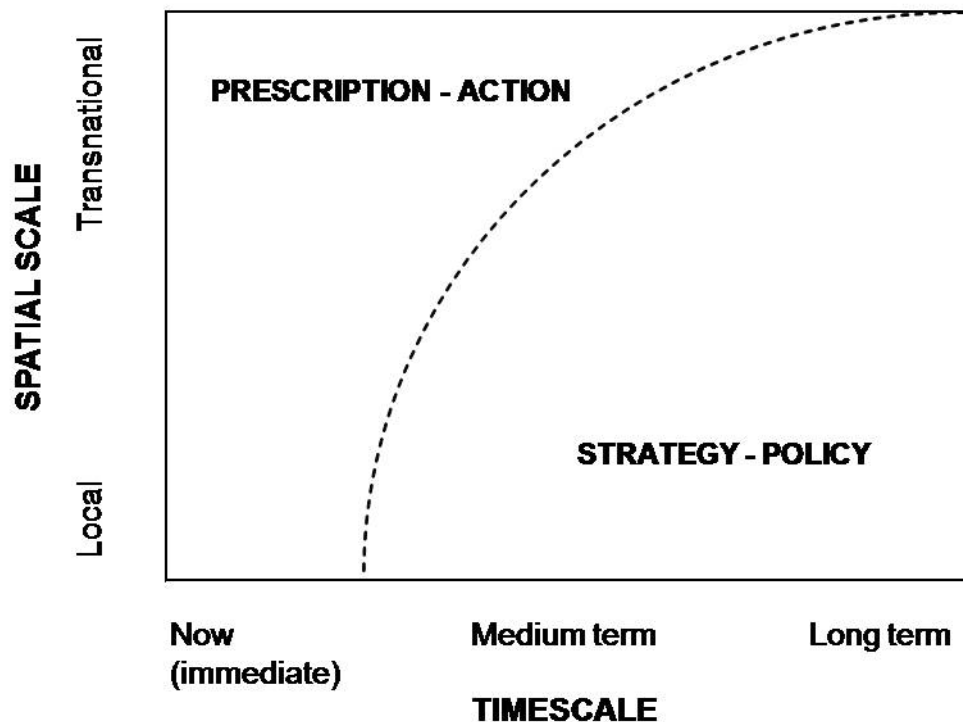 PRESCRIPTION - ACTION
Transnational
SPATIAL SCALE
STRATEGY - POLICY
Local
Now
(immediate)
Medium term
Long term
TIMESCALE